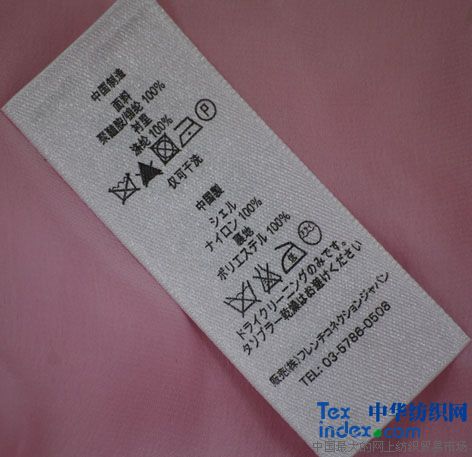 中国制造
面料
聚醯胺/锦纶 100%
衬里
涤纶 100%
P
仅可干洗
中国製
シェル
ナイロン 100%
裏地
ポリエステル 100%
ドライクリーニングのみです。
タンブラー乾燥はお避けください
販売(株)フレンチコネクションジャパン
TEL: 03-5786-0508
Tex 中华纺织网
index.com
中国最大的网上纺织贸易市场